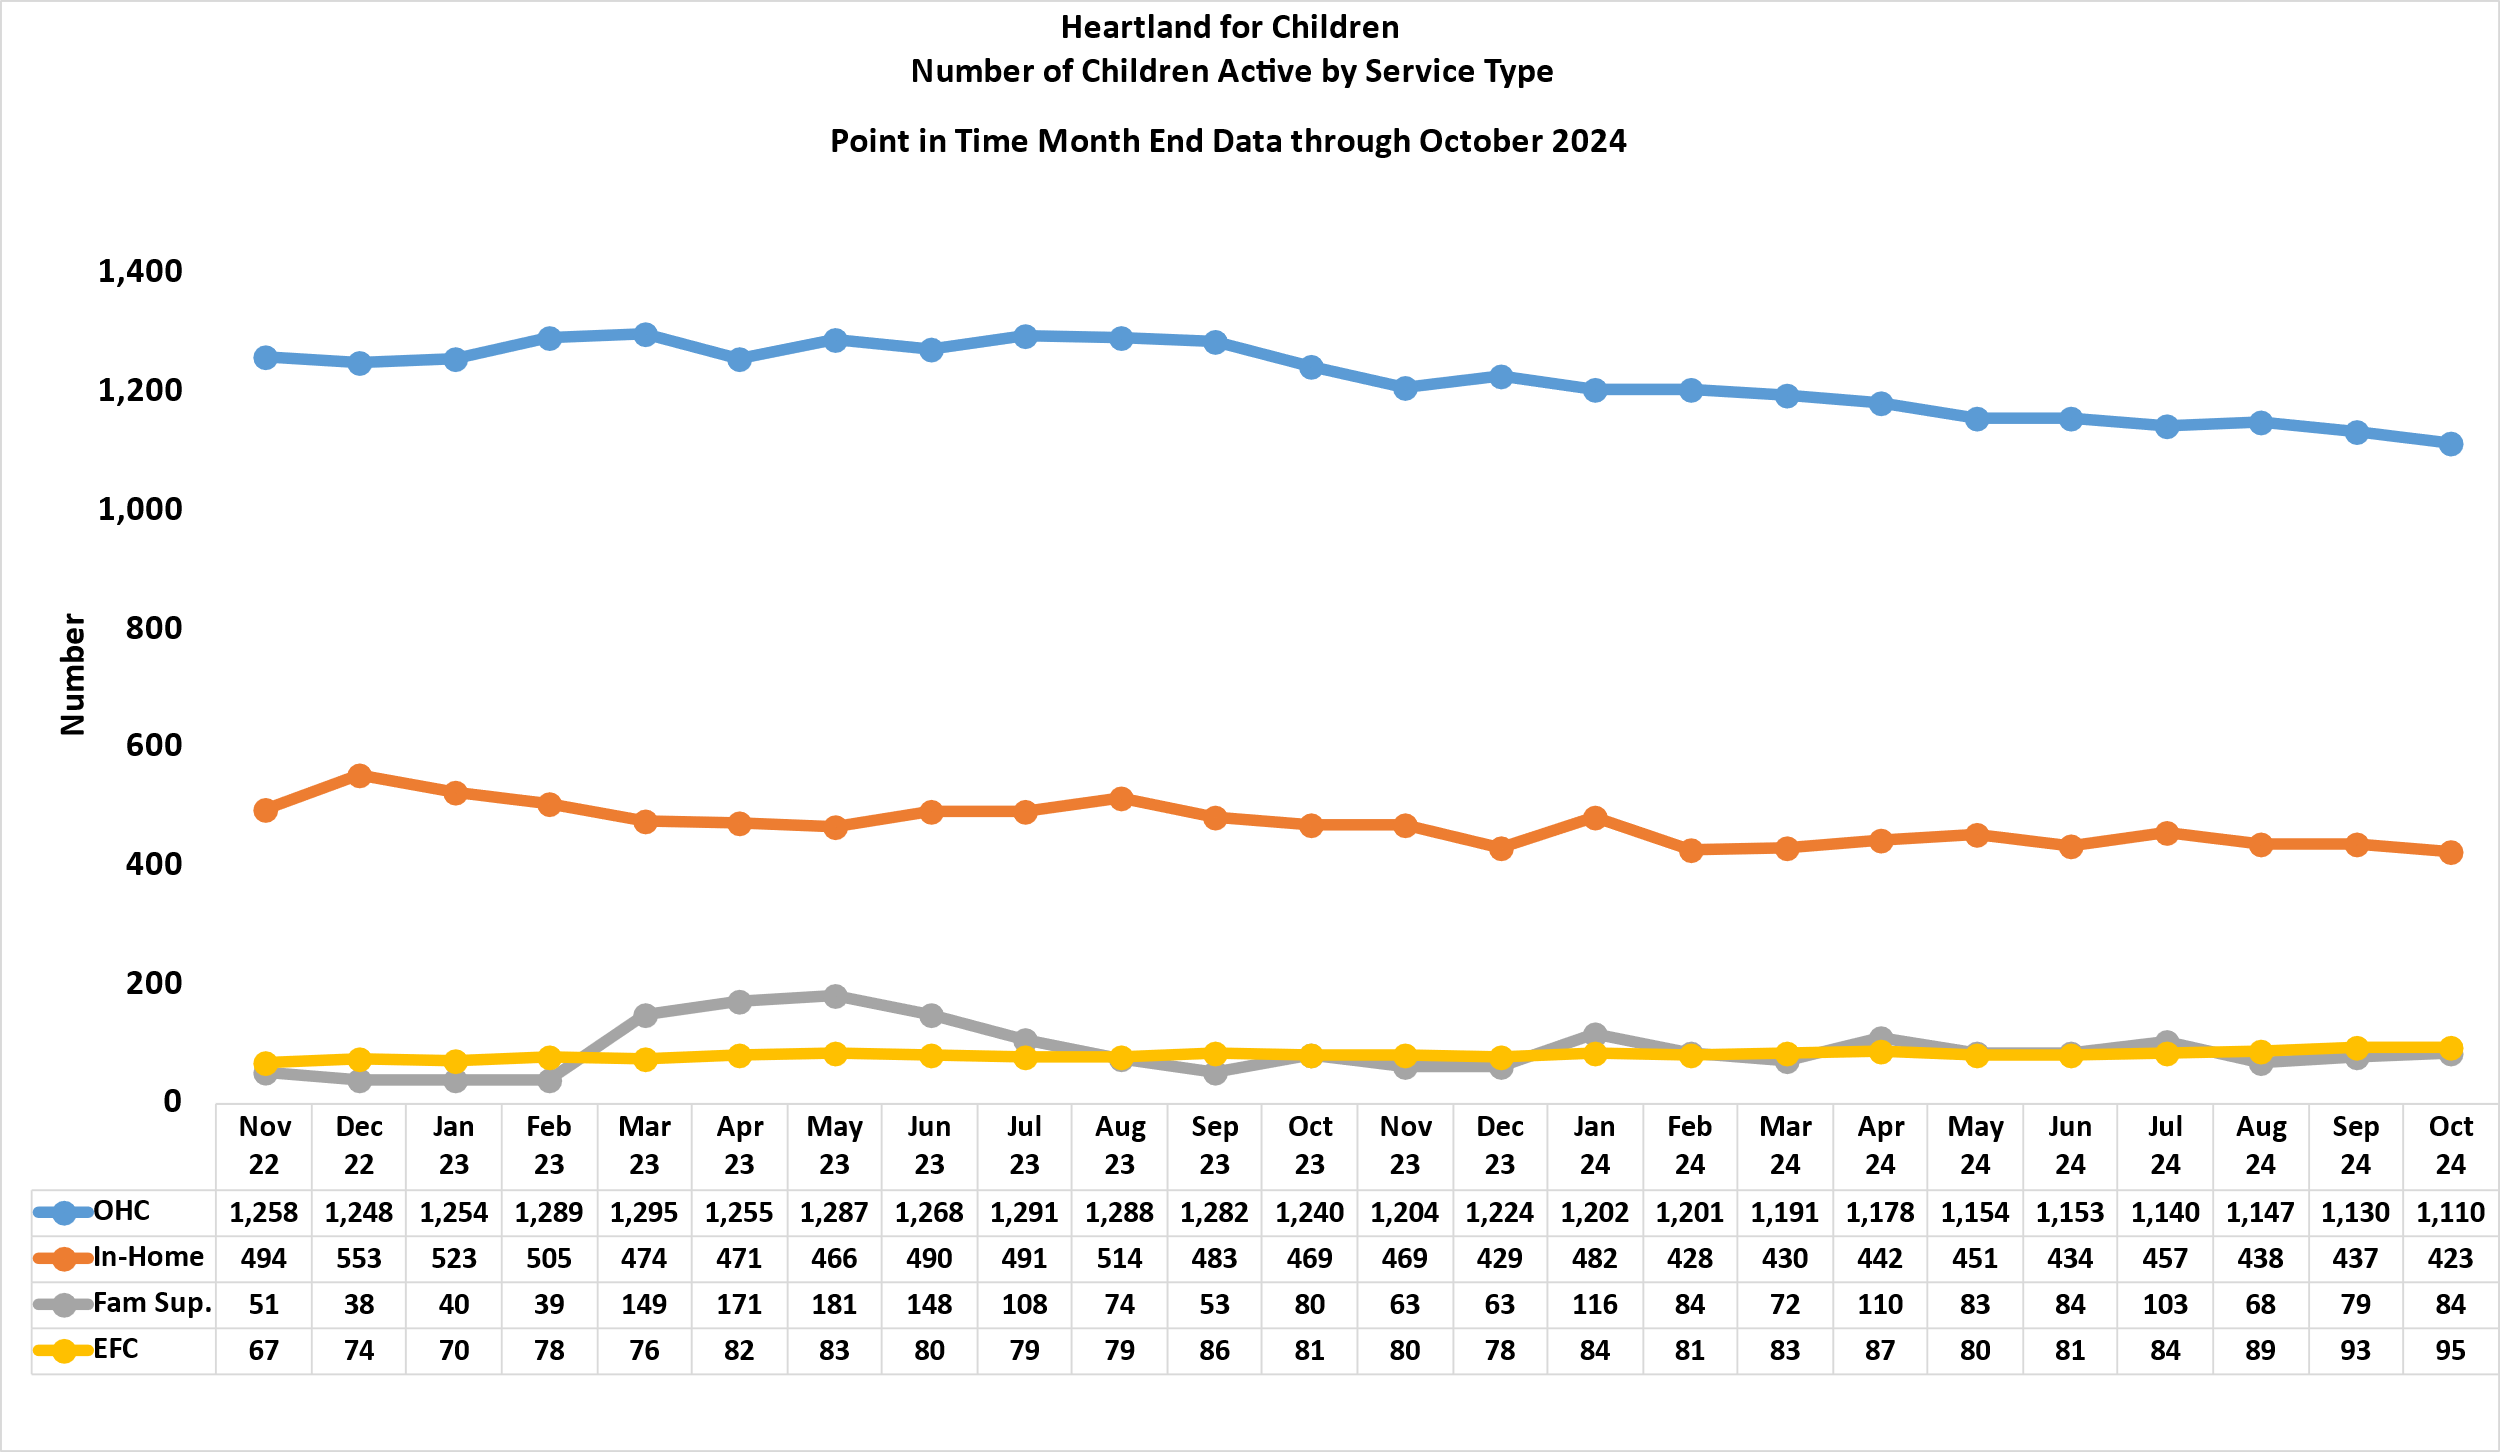 Heartland for Children
Number of Children Active by Service Type
Point in Time Month End Data through October 2024
1,400
1,200
1,000
800
600
400
200
0
Number
Nov Dec Jan Feb Mar Apr May Jun Jul Aug Sep Oct Nov Dec Jan Feb Mar Apr May Jun Jul Aug Sep Oct
22 22 23 23 23 23 23 23 23 23 23 23 23 23 24 24 24 24 24 24 24 24 24 24
OHC 1,258 1,248 1,254 1,289 1,295 1,255 1,287 1,268 1,291 1,288 1,282 1,240 1,204 1,224 1,202 1,201 1,191 1,178 1,154 1,153 1,140 1,147 1,130 1,110
In-Home 494 553 523 505 474 471 466 490 491 514 483 469 469 429 482 428 430 442 451 434 457 438 437 423
Fam Sup. 51 38 40 39 149 171 181 148 108 74 53 80 63 63 116 84 72 110 83 84 103 68 79 84
EFC 67 74 70 78 76 82 83 80 79 79 86 81 80 78 84 81 83 87 80 81 84 89 93 95